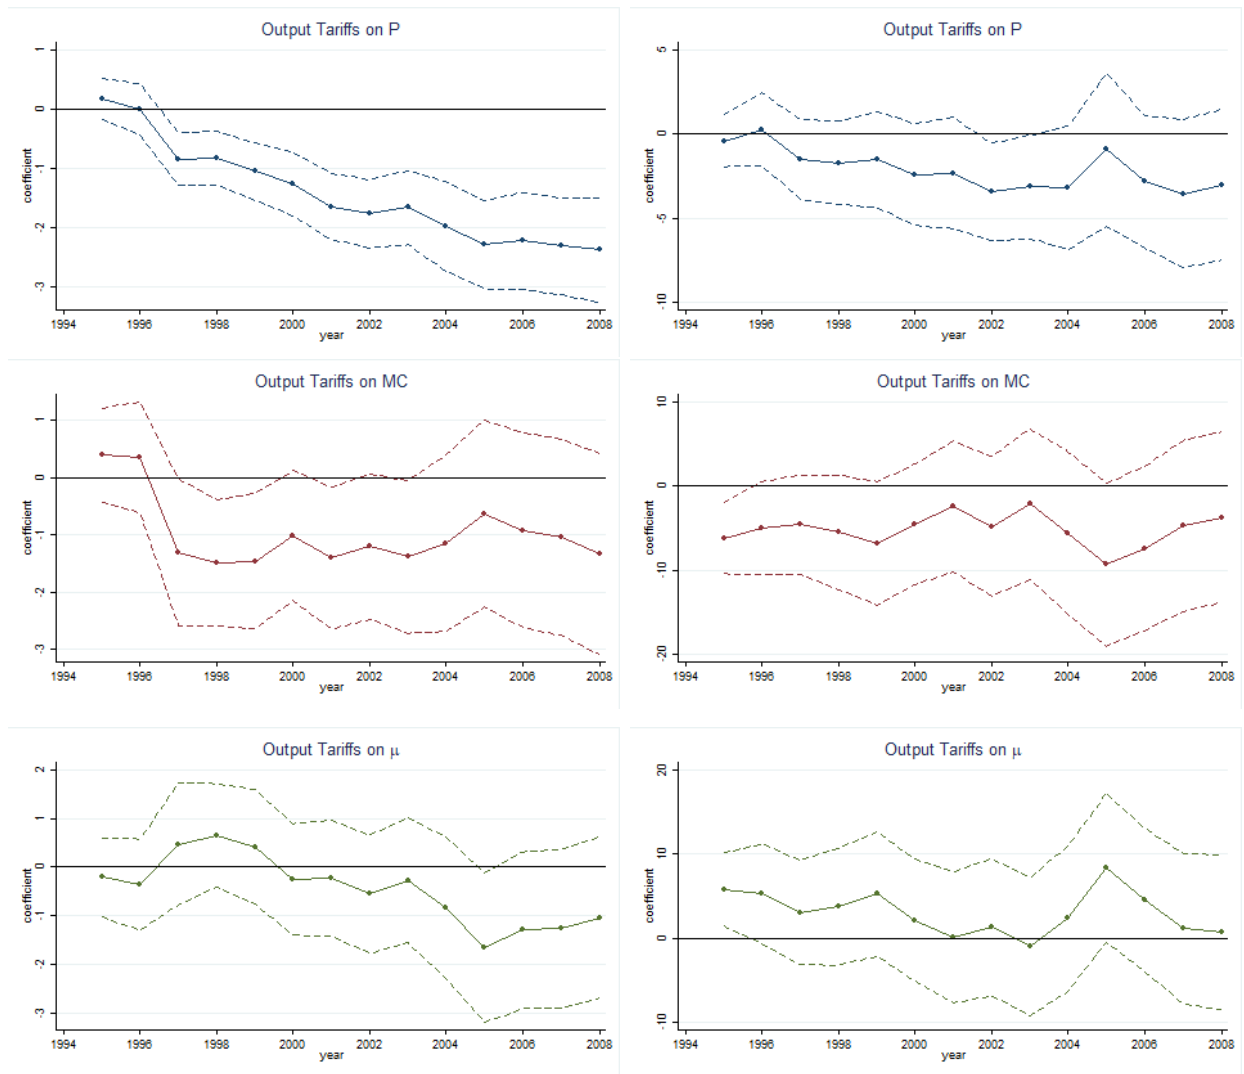 Output Tariffs on P
1
0
-1
-2
-3
coefficient
1994 1996 1998 2000 2002 2004 2006 2008
year
Output Tariffs on P
5
0
-5
-10
coefficient
1994 1996 1998 2000 2002 2004 2006 2008
year
Output Tariffs on MC
1
0
-1
-2
-3
coefficient
1994 1996 1998 2000 2002 2004 2006 2008
year
Output Tariffs on MC
10
0
-10
-20
coefficient
1994 1996 1998 2000 2002 2004 2006 2008
year
Output Tariffs on μ
2
1
0
-1
-2
-3
coefficient
1994 1996 1998 2000 2002 2004 2006 2008
year
Output Tariffs on μ
20
10
0
-10
coefficient
1994 1996 1998 2000 2002 2004 2006 2008
year